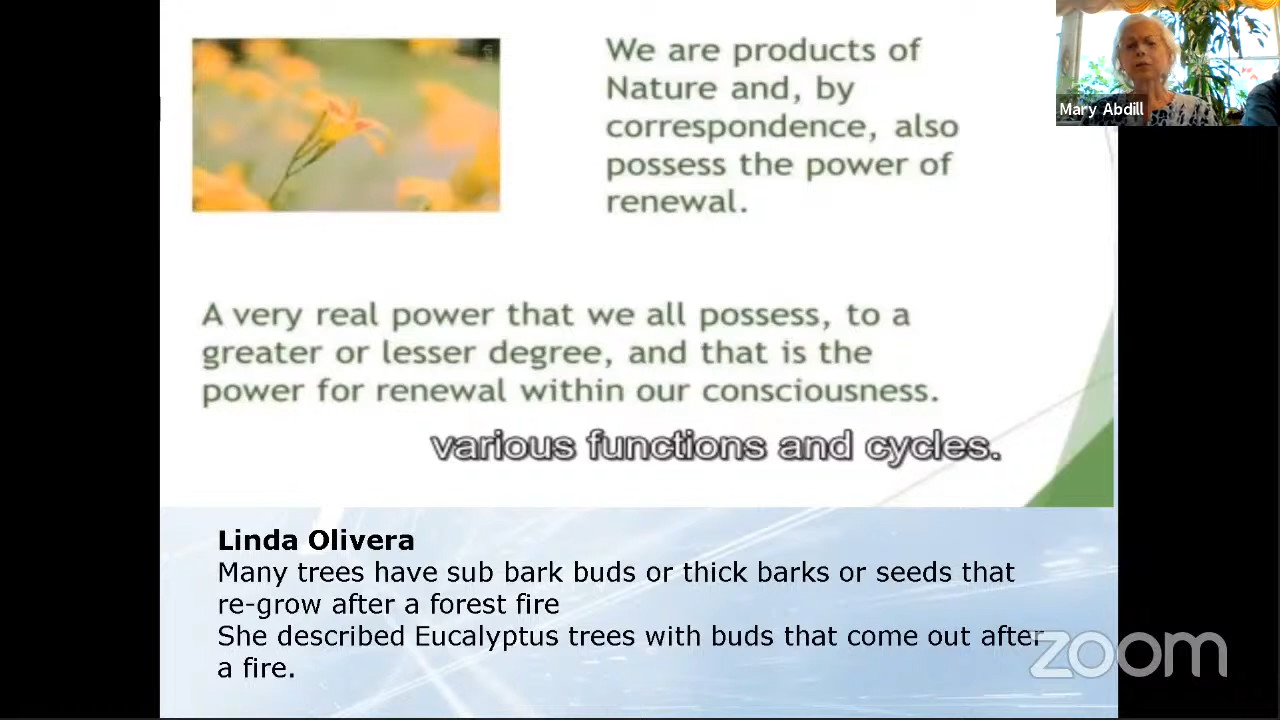 We are products of
Nature and, by
correspondence, also
possess the power of
renewal.
Mary Abdill
A very real power that we all possess, to a
greater or lesser degree, and that is the
power for renewal within our consciousness.
various functions and cycles.
Linda Olivera
Many trees have sub bark buds or thick barks or seeds that
re-grow after a forest fire
She described Eucalyptus trees with buds that come out after
a fire.
zoom